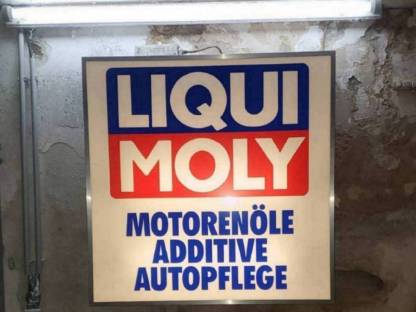 LIQUI
MOLY
MOTORENÖLE
ADDITIVE
AUTOPFLEGE